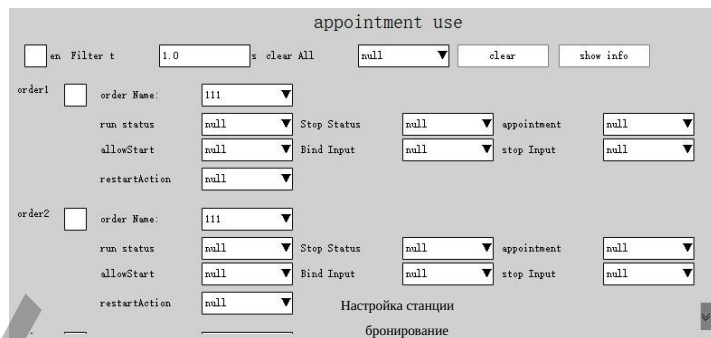 appointment use
en Filter t 1.0 s clear All null clear show info
order1 order Name: 111
run status null Stop Status null appointment null
allowStart null Bind Input null stop Input null
restartAction null
order2 order Name: 111
run status null Stop Status null appointment null
allowStart null Bind Input null stop Input null
restartAction null
Настройка станции
бронирование